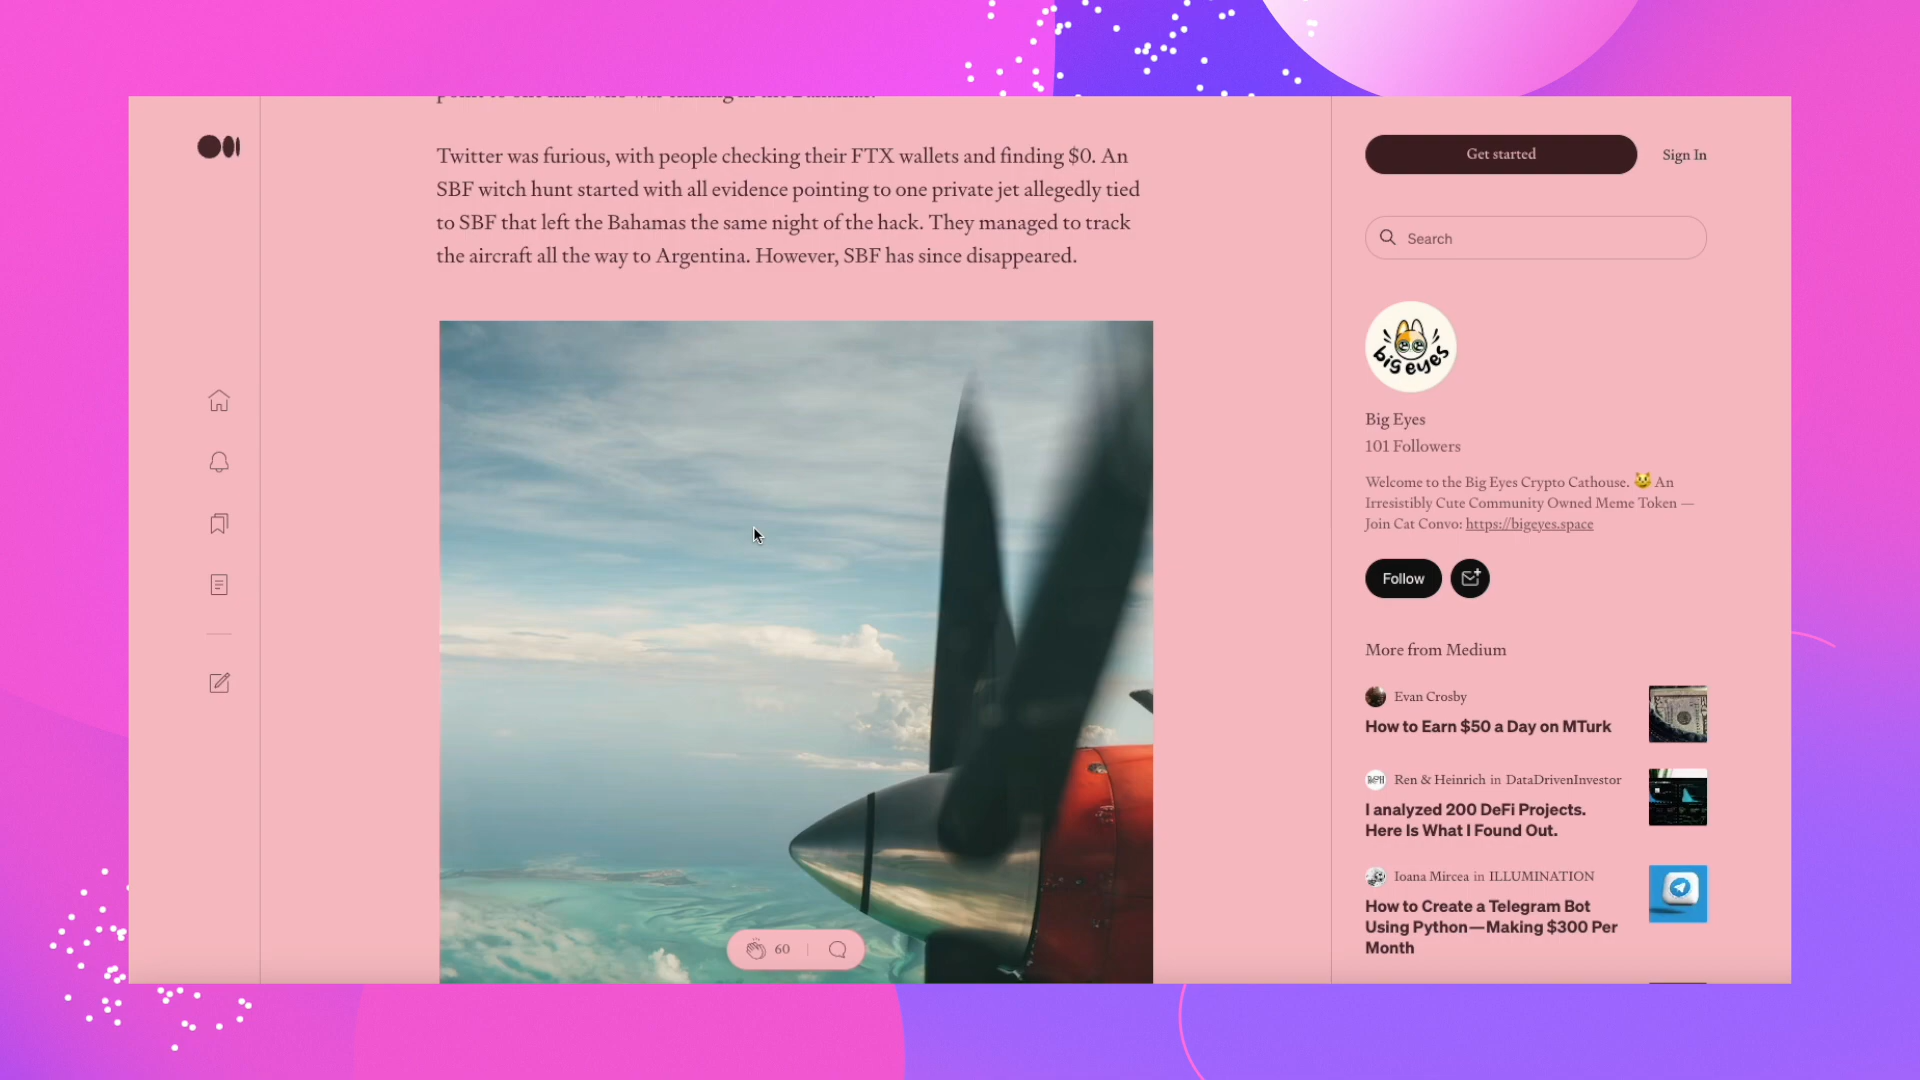 Twitter was furious, with people checking their FTX wallets and finding $0. An
SBF witch hunt started with all evidence pointing to one private jet allegedly tied
to SBF that left the Bahamas the same night of the hack. They managed to track
the aircraft all the way to Argentina. However, SBF has since disappeared.
60
Get started
Sign In
Search
big eyes
Big Eyes
101 Followers
Welcome to the Big Eyes Crypto Cathouse. 😺 An
Irresistibly Cute Community Owned Meme Token —
Join Cat Convo: https://bigeyes.space
Follow
More from Medium
Evan Crosby
How to Earn $50 a Day on MTurk
Ren & Heinrich in DataDrivenInvestor
I analyzed 200 DeFi Projects.
Here Is What I Found Out.
Ioana Mircea in ILLUMINATION
How to Create a Telegram Bot
Using Python—Making $300 Per
Month